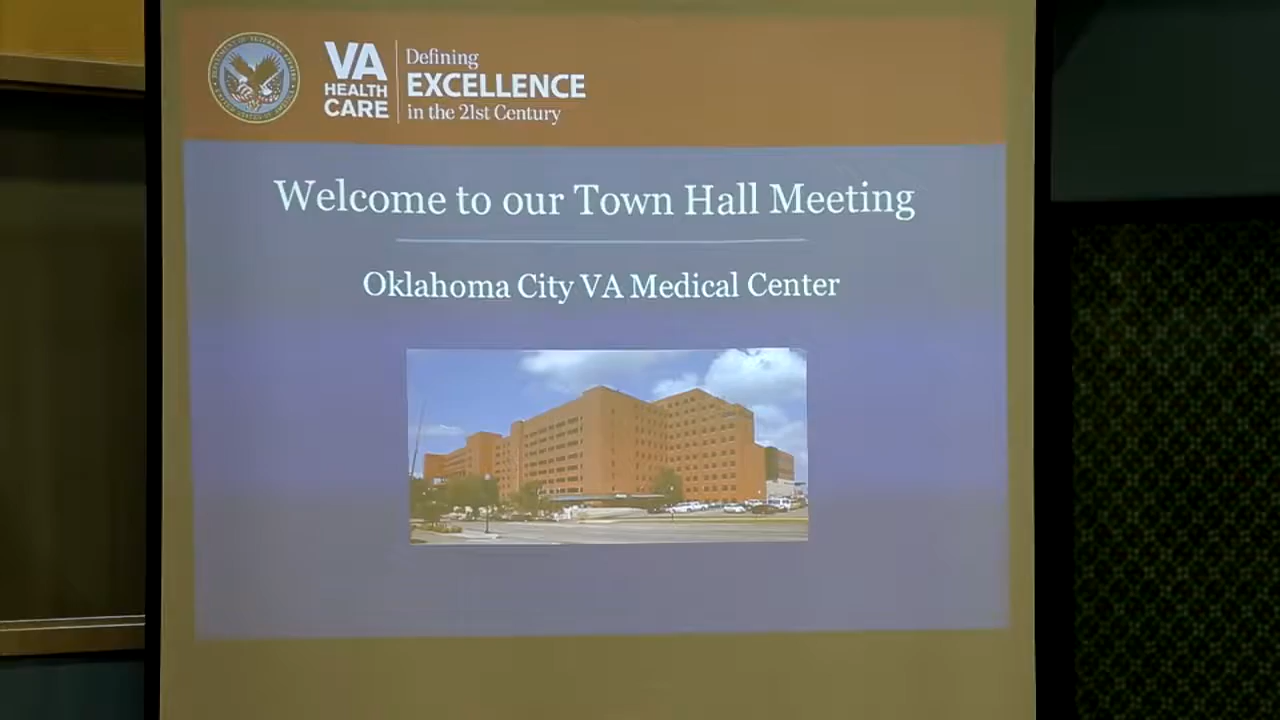 VA
HEALTH
CARE
Defining
EXCELLENCE
in the 21st Century
Welcome to our Town Hall Meeting
Oklahoma City VA Medical Center